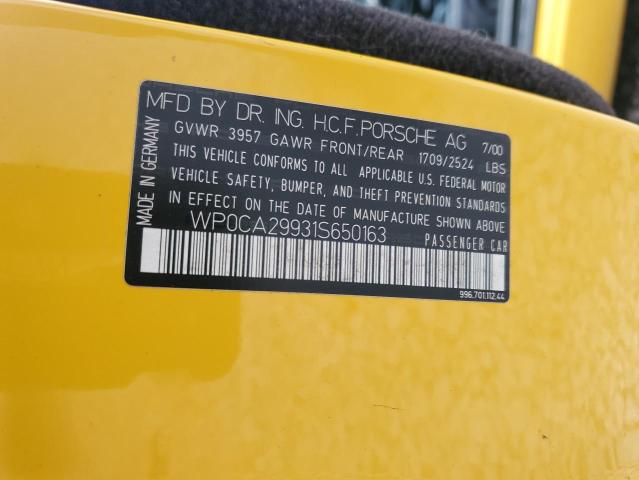 MFD BY DR. ING. H.C.F. PORSCHE AG 7/00
GVWR 3957 GAWR FRONT/REAR 1709/2524 LBS
THIS VEHICLE CONFORMS TO ALL APPLICABLE U.S. FEDERAL MOTOR
VEHICLE SAFETY, BUMPER, AND THEFT PREVENTION STANDARDS
IN EFFECT ON THE DATE OF MANUFACTURE SHOWN ABOVE.
WP0CA29931S650163 PASSENGER CAR
996.701.112.44
MADE IN GERMANY